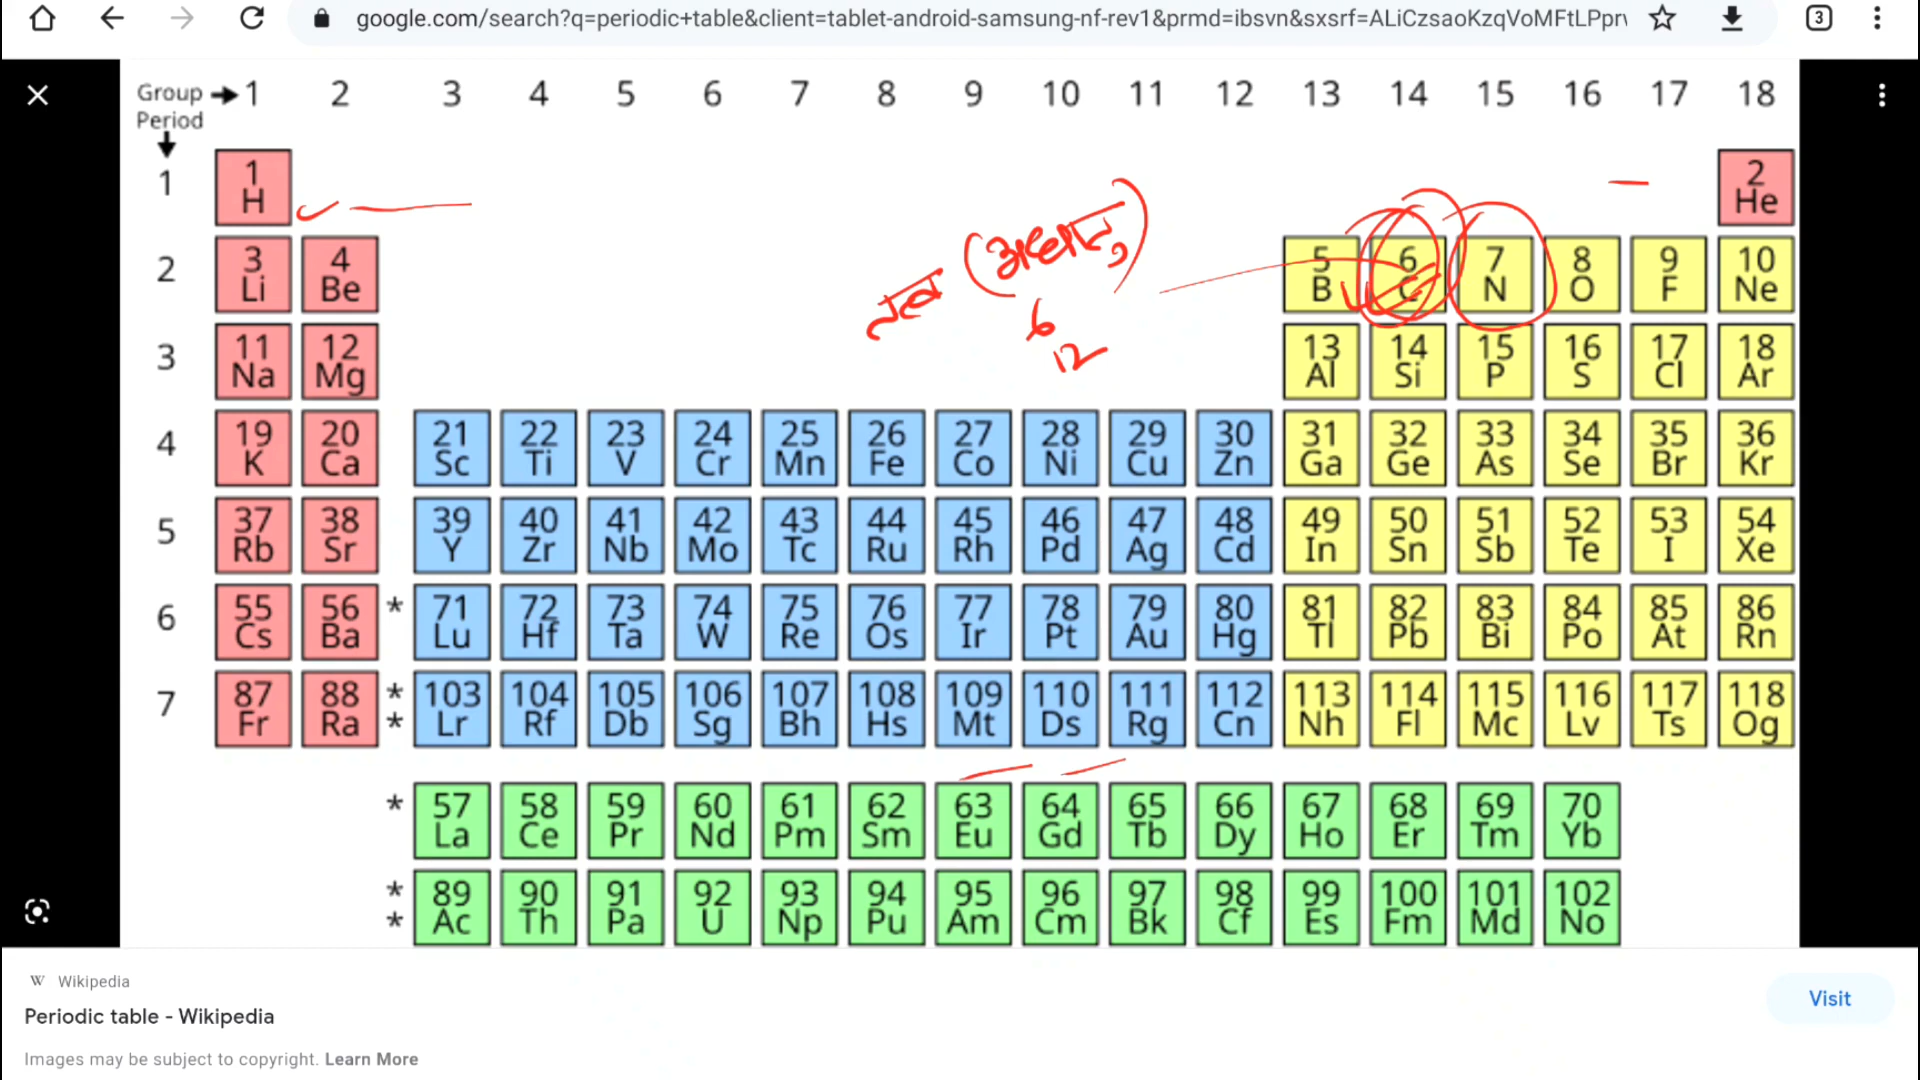 google.com/search?q=periodic+table&client=tablet-android-samsung-nf-rev1&prmd=ibsvn&sxsrf=ALiCzsaoKzqVoMFtLPprv
3
Group 1 2 3 4 5 6 7 8 9 10 11 12 13 14 15 16 17 18
Period
1 1 H 2 He
2 3 Li 4 Be 5 B 6 C 7 N 8 O 9 F 10 Ne
6
12
3 11 Na 12 Mg 13 Al 14 Si 15 P 16 S 17 Cl 18 Ar
4 19 K 20 Ca 21 Sc 22 Ti 23 V 24 Cr 25 Mn 26 Fe 27 Co 28 Ni 29 Cu 30 Zn 31 Ga 32 Ge 33 As 34 Se 35 Br 36 Kr
5 37 Rb 38 Sr 39 Y 40 Zr 41 Nb 42 Mo 43 Tc 44 Ru 45 Rh 46 Pd 47 Ag 48 Cd 49 In 50 Sn 51 Sb 52 Te 53 I 54 Xe
6 55 Cs 56 Ba * 71 Lu 72 Hf 73 Ta 74 W 75 Re 76 Os 77 Ir 78 Pt 79 Au 80 Hg 81 Tl 82 Pb 83 Bi 84 Po 85 At 86 Rn
7 87 Fr 88 Ra * * 103 Lr 104 Rf 105 Db 106 Sg 107 Bh 108 Hs 109 Mt 110 Ds 111 Rg 112 Cn 113 Nh 114 Fl 115 Mc 116 Lv 117 Ts 118 Og
* 57 La 58 Ce 59 Pr 60 Nd 61 Pm 62 Sm 63 Eu 64 Gd 65 Tb 66 Dy 67 Ho 68 Er 69 Tm 70 Yb
* * 89 Ac 90 Th 91 Pa 92 U 93 Np 94 Pu 95 Am 96 Cm 97 Bk 98 Cf 99 Es 100 Fm 101 Md 102 No
W Wikipedia
Periodic table - Wikipedia
Visit
Images may be subject to copyright. Learn More